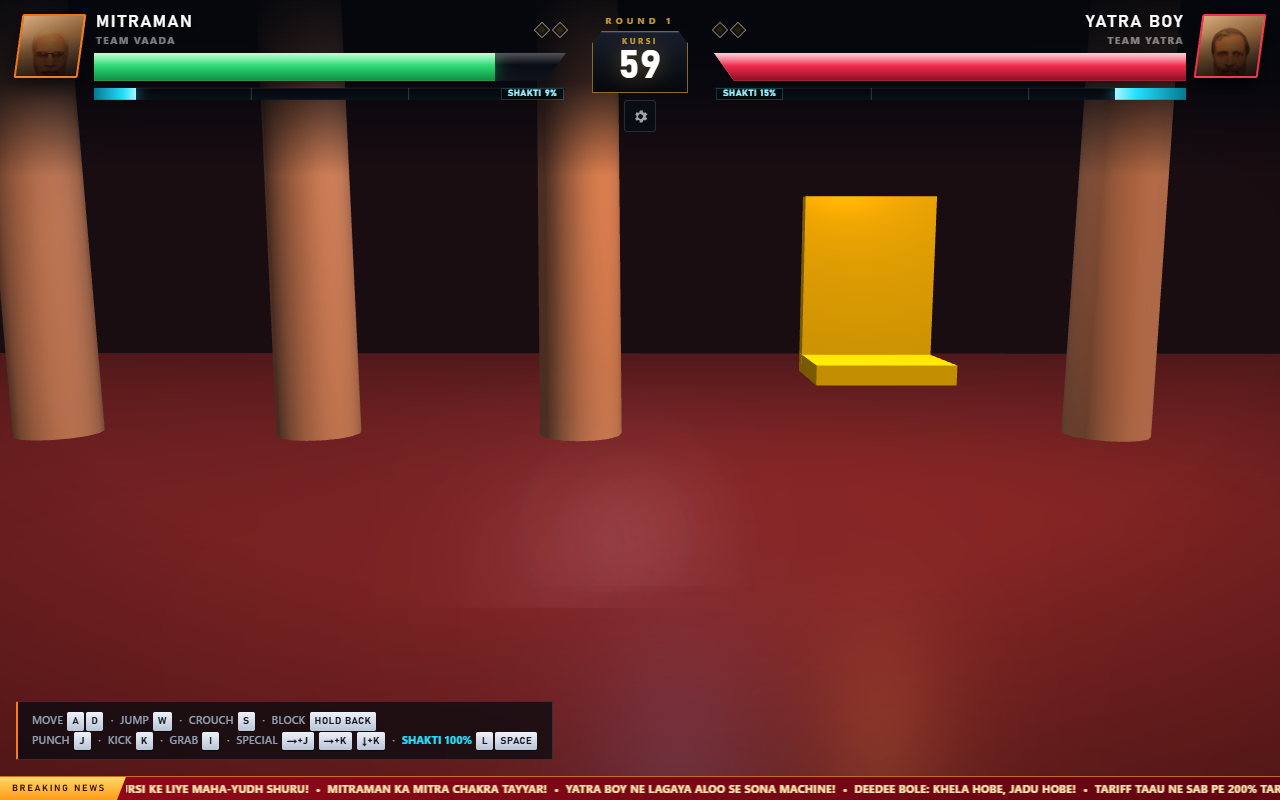 MITRAMAN
TEAM VAADA
SHAKTI 9%
ROUND 1
KURSI
59
YATRA BOY
TEAM YATRA
SHAKTI 15%
MOVE A D · JUMP W · CROUCH S · BLOCK HOLD BACK
PUNCH J · KICK K · GRAB I · SPECIAL →+J →+K ↓+K · SHAKTI 100% L SPACE
BREAKING NEWS
KE LIYE MAHA-YUDH SHURU! • MITRAMAN KA MITRA CHAKRA TAYYAR! • YATRA BOY NE LAGAYA ALOO SE SONA MACHINE! • DEEDEE BOLE: KHELA HOBE, JADU HOBE! • TARIFF TAAU NE SAB PE 200%